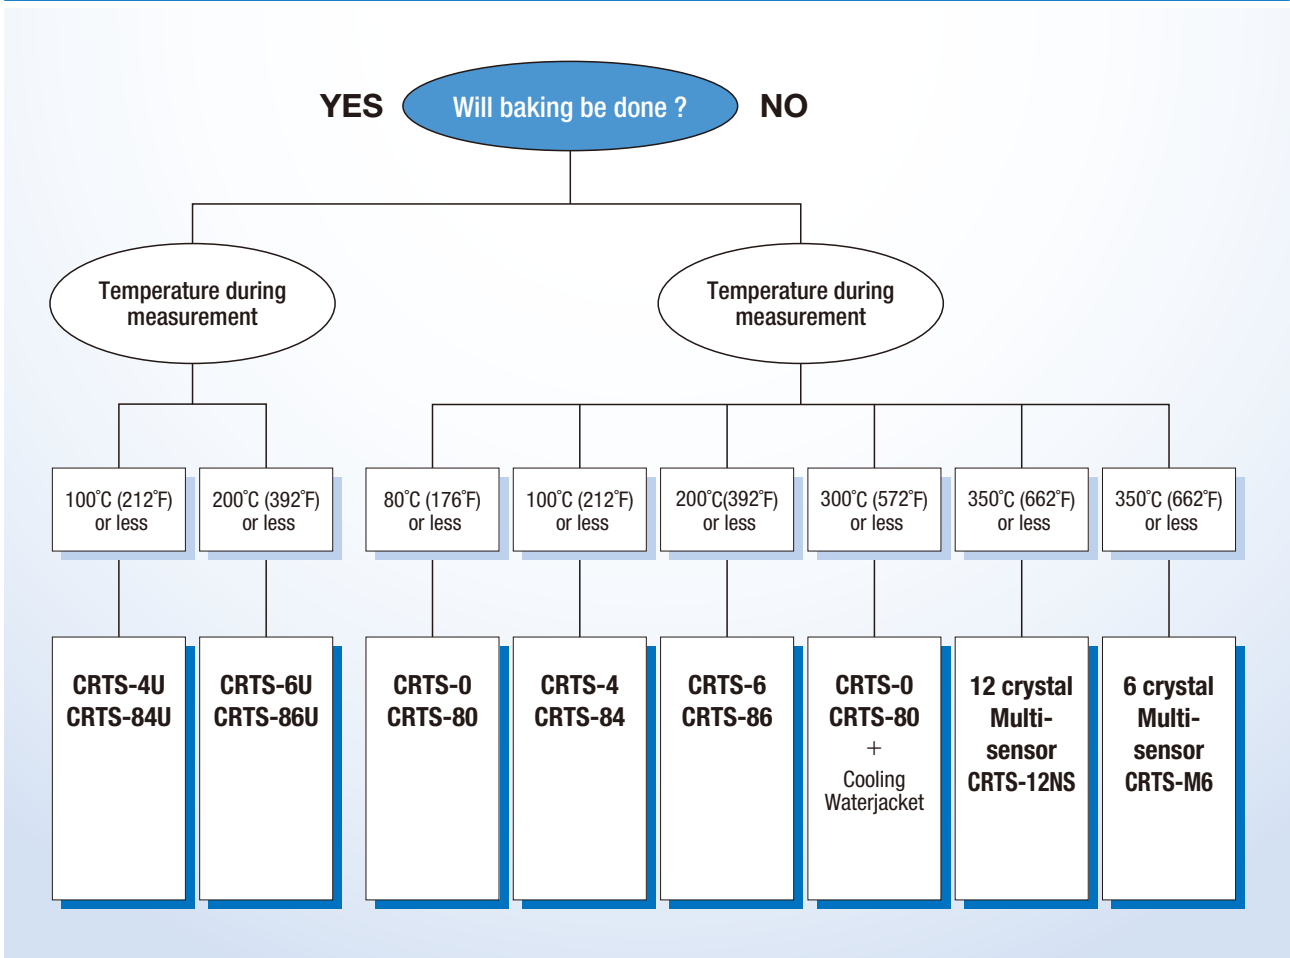 YES
Will baking be done ?
NO
Temperature during
measurement
Temperature during
measurement
100˚C (212˚F)
or less
200˚C (392˚F)
or less
80˚C (176˚F)
or less
100˚C (212˚F)
or less
200˚C(392˚F)
or less
300˚C (572˚F)
or less
350˚C (662˚F)
or less
350˚C (662˚F)
or less
CRTS-4U
CRTS-84U
CRTS-6U
CRTS-86U
CRTS-0
CRTS-80
CRTS-4
CRTS-84
CRTS-6
CRTS-86
CRTS-0
CRTS-80
+
Cooling
Waterjacket
12 crystal
Multi-
sensor
CRTS-12NS
6 crystal
Multi-
sensor
CRTS-M6